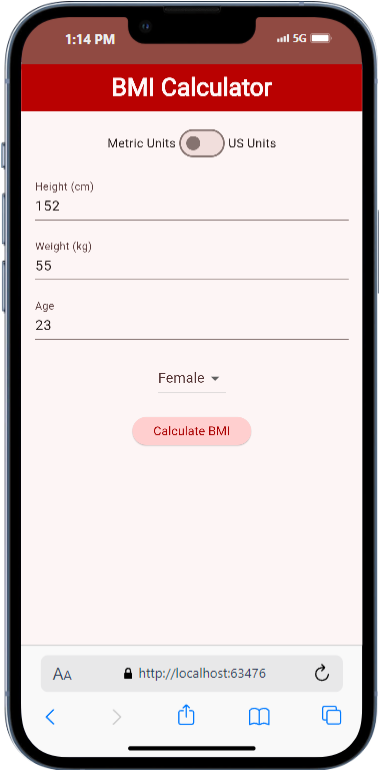 1:14 PM 5G
BMI Calculator
Metric Units US Units
Height (cm)
152
Weight (kg)
55
Age
23
Female
Calculate BMI
AA http://localhost:63476